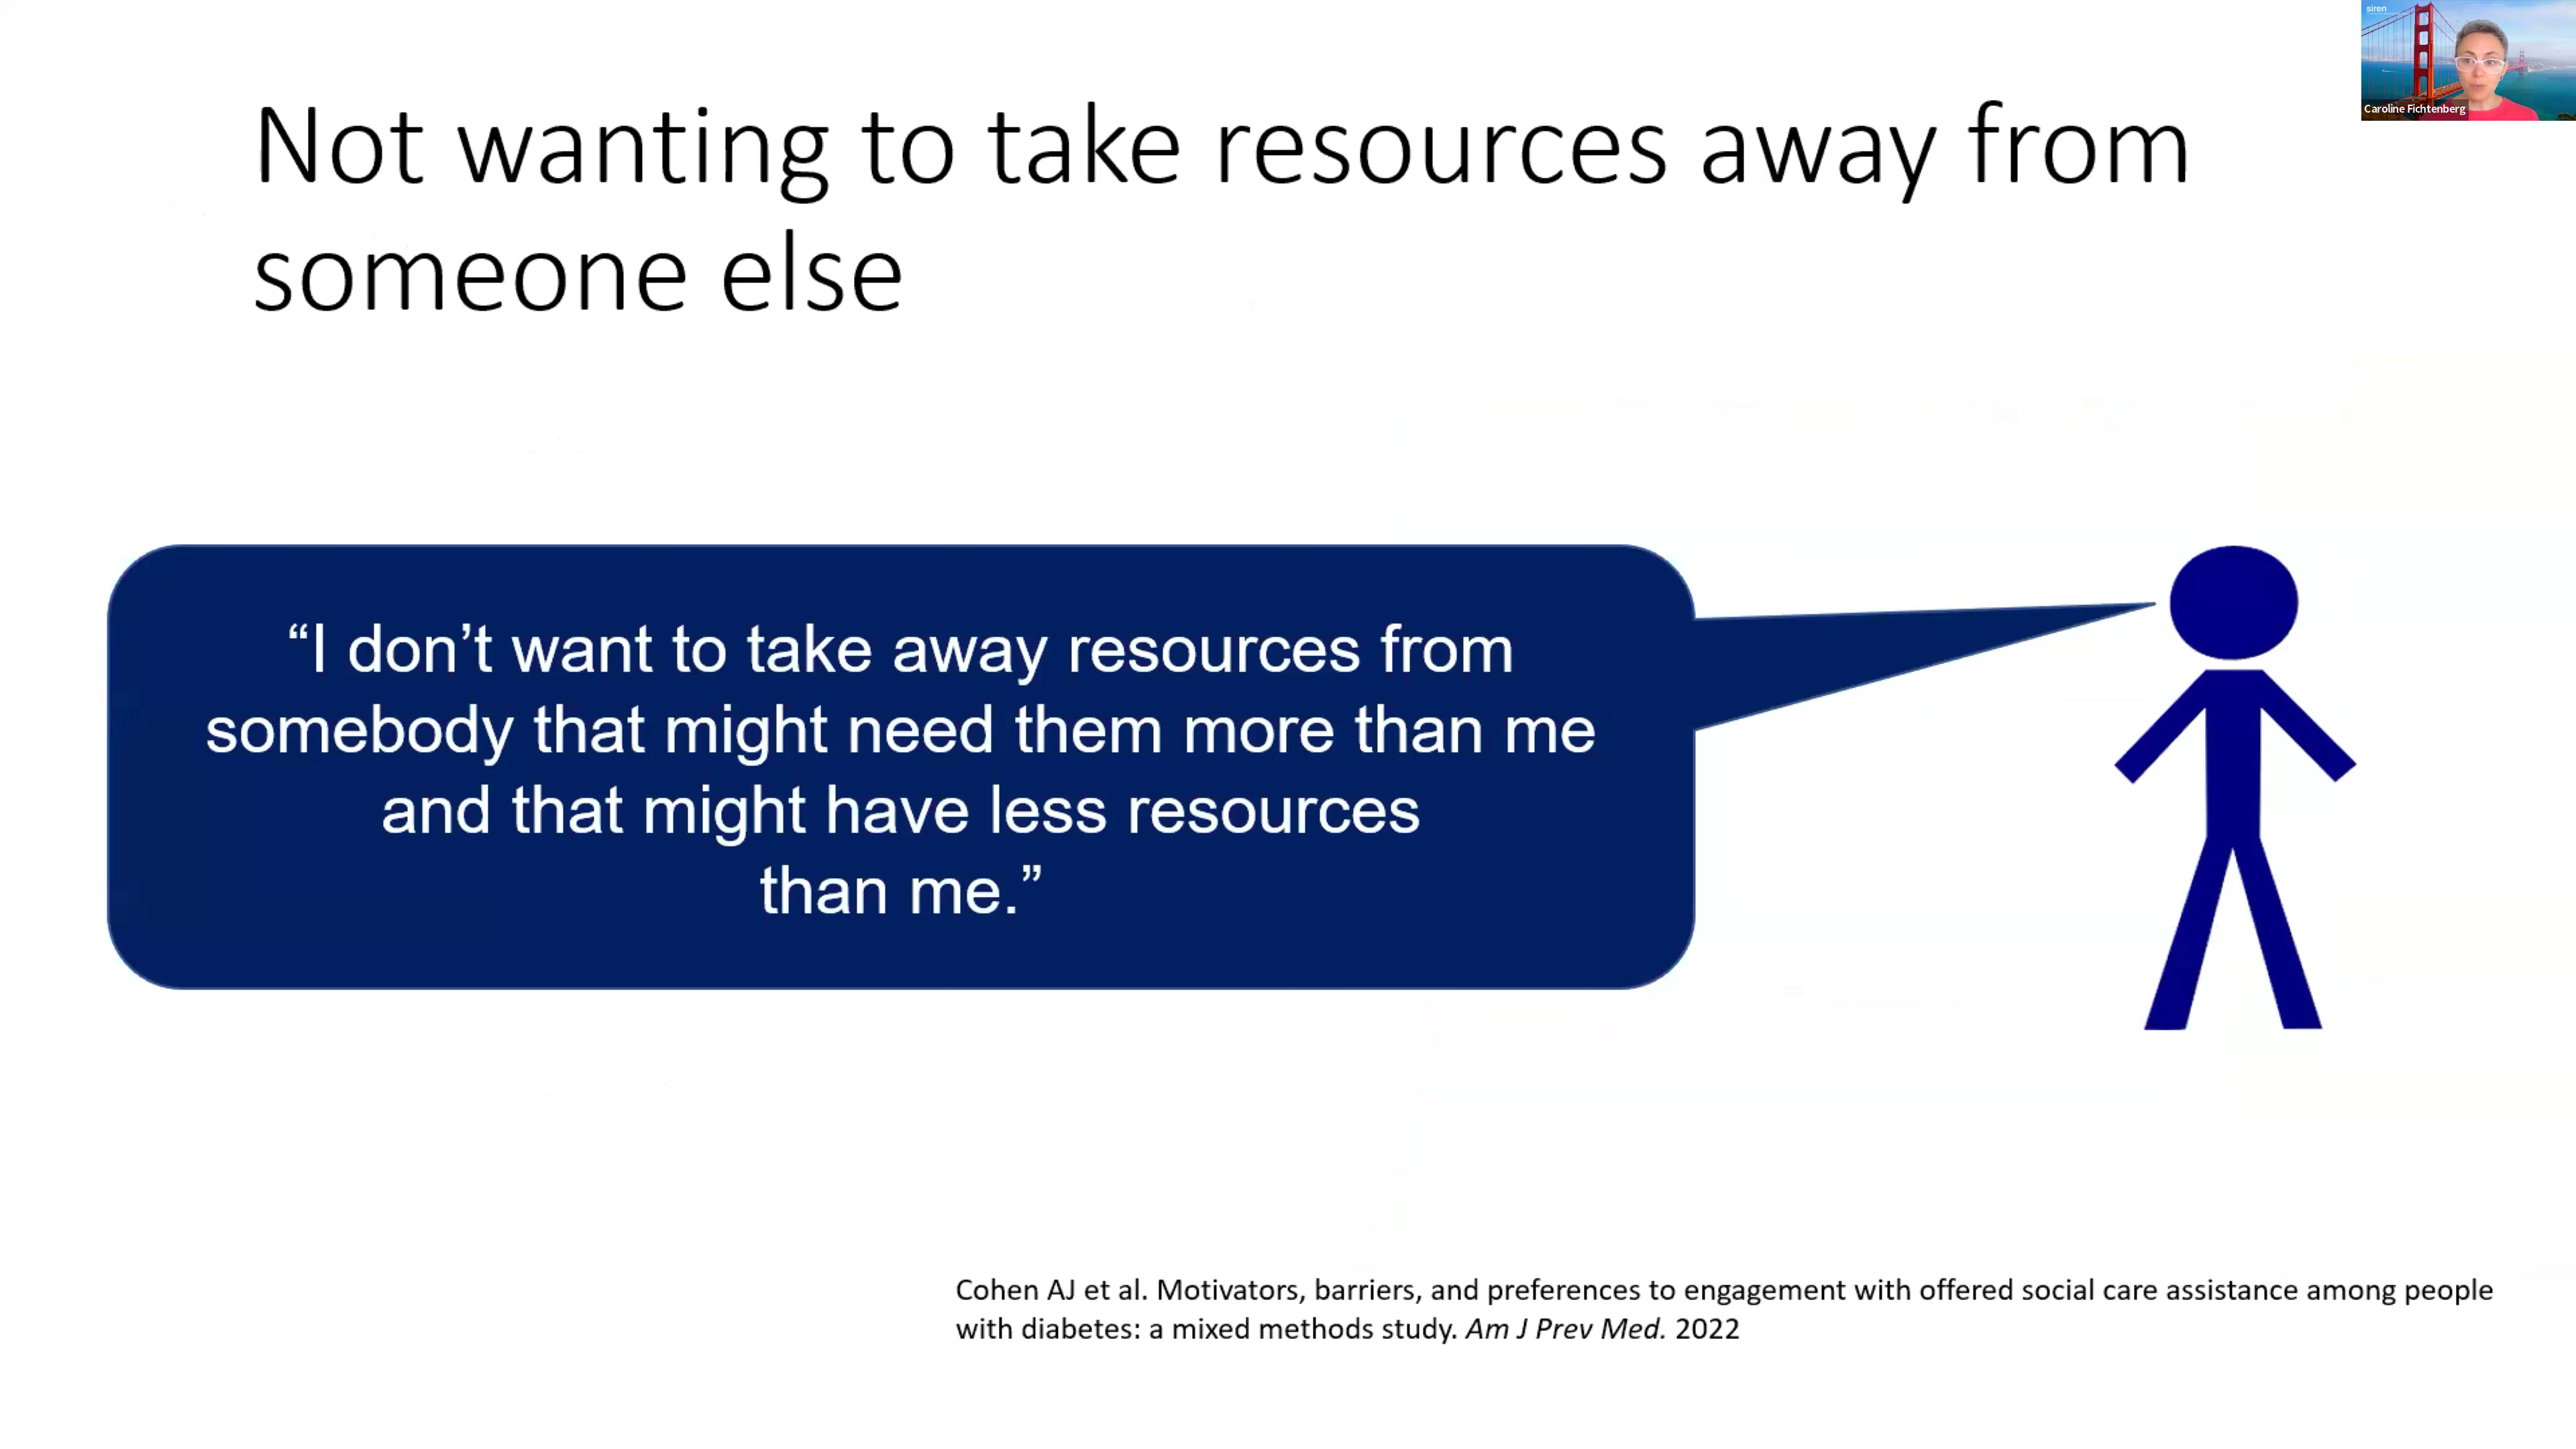 siren
Caroline Fichtenberg
Not wanting to take resources away from
someone else
“I don’t want to take away resources from
somebody that might need them more than me
and that might have less resources
than me.”
Cohen AJ et al. Motivators, barriers, and preferences to engagement with offered social care assistance among people
with diabetes: a mixed methods study. Am J Prev Med. 2022